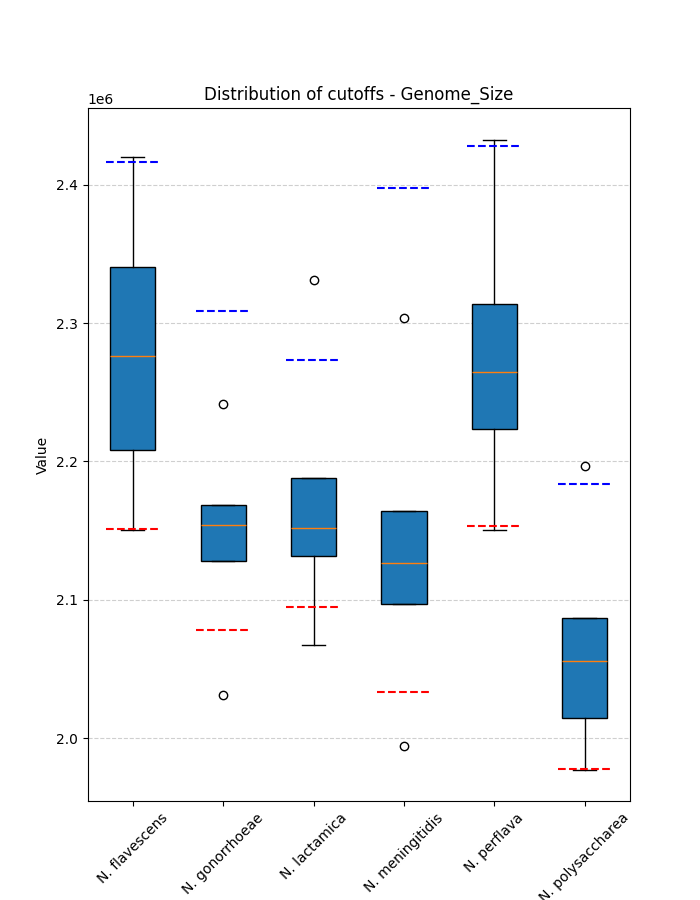 Distribution of cutoffs - Genome_Size
1e6
2.4
2.3
2.2
2.1
2.0
Value
N. flavescens
N. gonorrhoeae
N. lactamica
N. meningitidis
N. perflava
N. polysaccharea